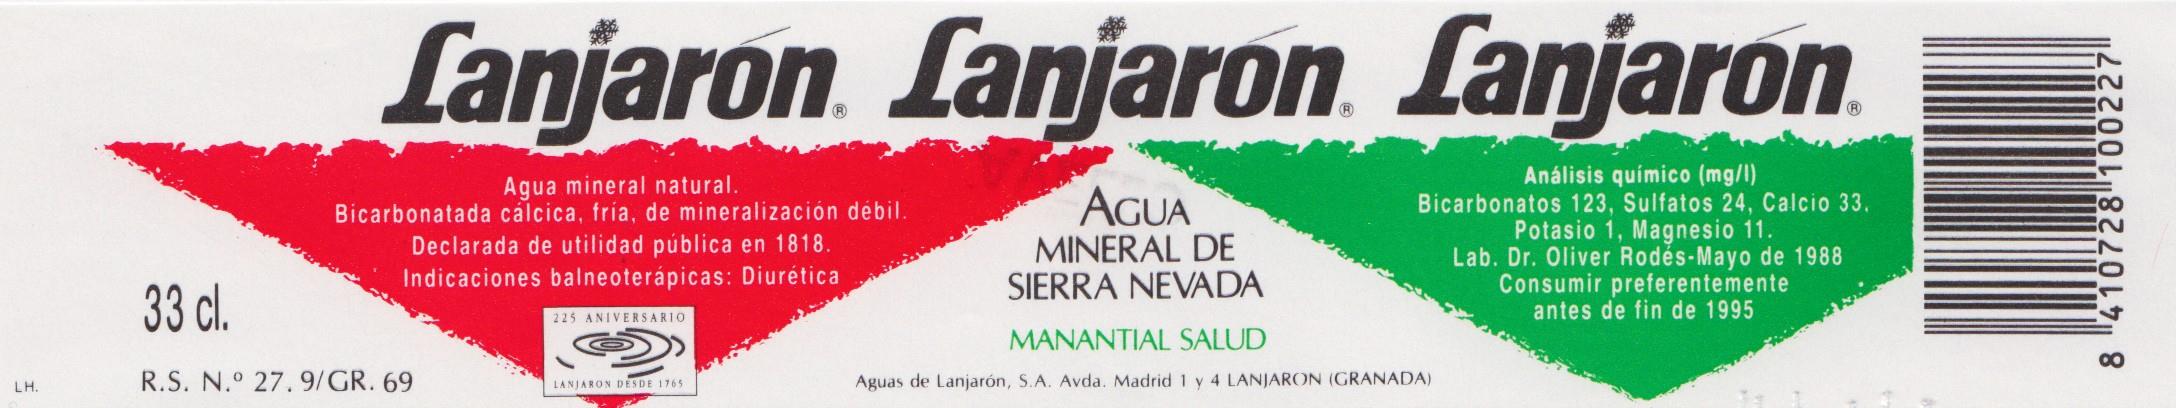 Lanjarón® Lanjarón® Lanjarón®
Agua mineral natural.
Bicarbonatada cálcica, fría, de mineralización débil.
Declarada de utilidad pública en 1818.
Indicaciones balneoterápicas: Diurética
225 ANIVERSARIO
LANJARON DESDE 1765
33 cl.
R.S. N.º 27.9/GR.69
LH.
AGUA
MINERAL DE
SIERRA NEVADA
MANANTIAL SALUD
Aguas de Lanjarón, S.A. Avda. Madrid 1 y 4 LANJARON (GRANADA)
Análisis químico (mg/l)
Bicarbonatos 123, Sulfatos 24, Calcio 33,
Potasio 1, Magnesio 11.
Lab. Dr. Oliver Rodés-Mayo de 1988
Consumir preferentemente
antes de fin de 1995
8 410728 100227